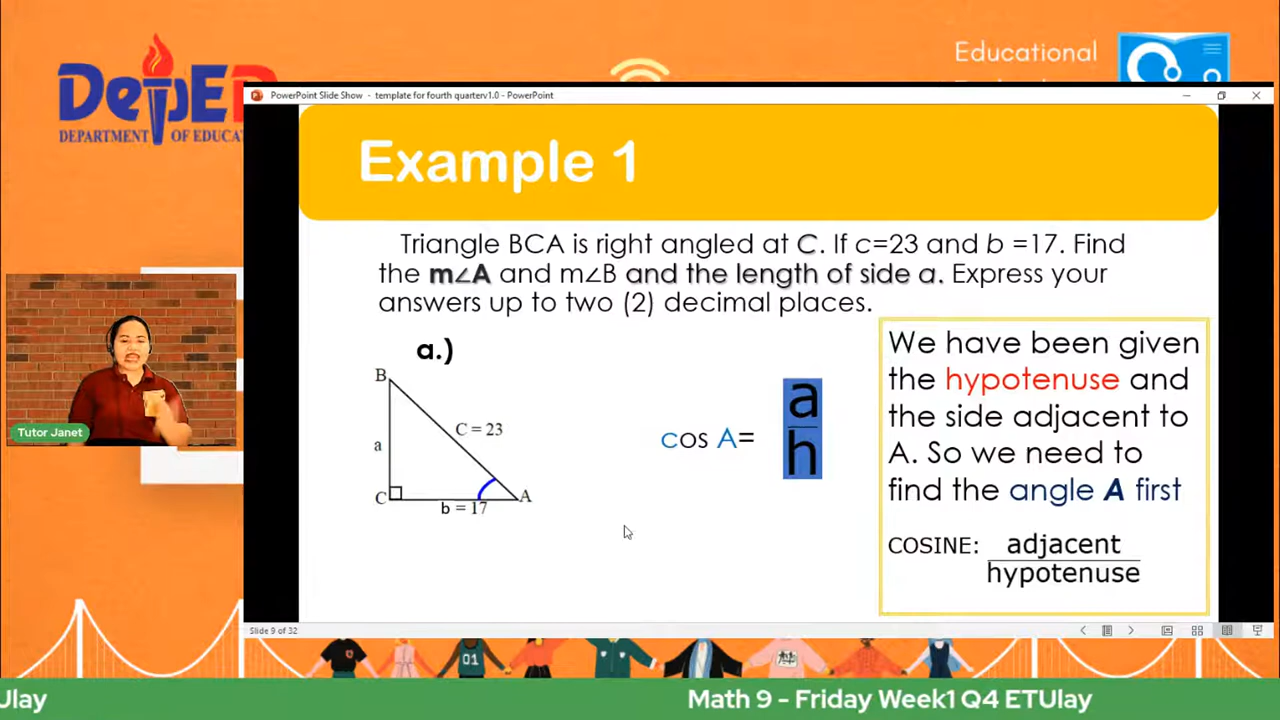 Educational
DepED
DEPARTMENT OF EDUCA
PowerPoint Slide Show - template for fourth quarterv1.0 - PowerPoint
Example 1
Triangle BCA is right angled at C. If c=23 and b =17. Find
the m∠A and m∠B and the length of side a. Express your
answers up to two (2) decimal places.
a.)
B
C = 23
a
C
A
b = 17
cos A=
a
h
We have been given
the hypotenuse and
the side adjacent to
A. So we need to
find the angle A first
COSINE:
adjacent
hypotenuse
Tutor Janet
Slide 9 of 32
01
Ulay
Math 9 - Friday Week1 Q4 ETUlay